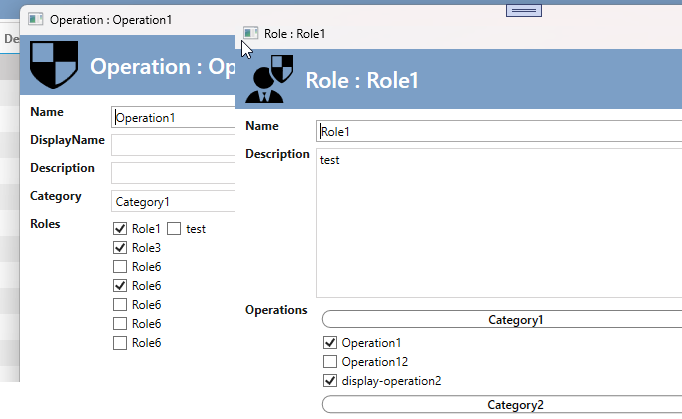 De
Operation : Operation1
Operation : Op
Name
Operation1
DisplayName
Description
Category
Category1
Roles
Role1 test
Role3
Role6
Role6
Role6
Role6
Role6
Role : Role1
Role : Role1
Name
Role1
Description
test
Operations
Category1
Operation1
Operation12
display-operation2
Category2